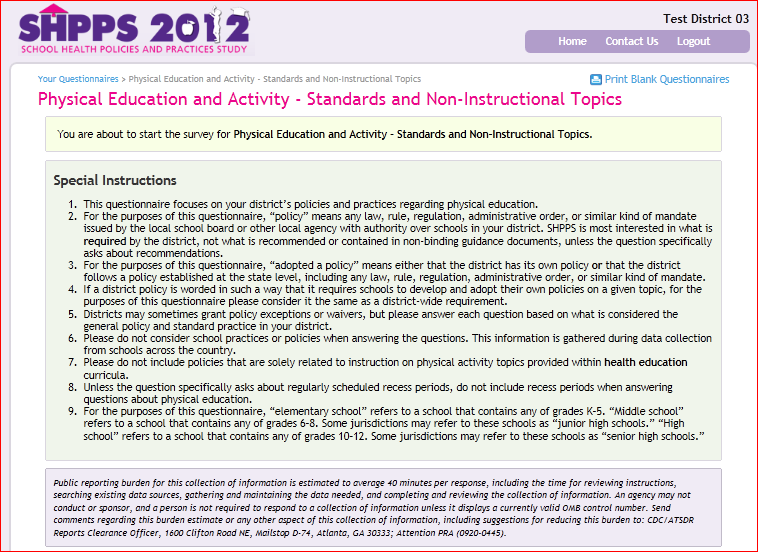 SHPPS 2012
SCHOOL HEALTH POLICIES AND PRACTICES STUDY
Test District 03
Home Contact Us Logout
Your Questionnaires > Physical Education and Activity - Standards and Non-Instructional Topics
Print Blank Questionnaires
Physical Education and Activity - Standards and Non-Instructional Topics
You are about to start the survey for Physical Education and Activity - Standards and Non-Instructional Topics.
Special Instructions
1. This questionnaire focuses on your district's policies and practices regarding physical education.
2. For the purposes of this questionnaire, “policy” means any law, rule, regulation, administrative order, or similar kind of mandate
issued by the local school board or other local agency with authority over schools in your district. SHPPS is most interested in what is
required by the district, not what is recommended or contained in non-binding guidance documents, unless the question specifically
asks about recommendations.
3. For the purposes of this questionnaire, “adopted a policy” means either that the district has its own policy or that the district
follows a policy established at the state level, including any law, rule, regulation, administrative order, or similar kind of mandate.
4. If a district policy is worded in such a way that it requires schools to develop and adopt their own policies on a given topic, for the
purposes of this questionnaire please consider it the same as a district-wide requirement.
5. Districts may sometimes grant policy exceptions or waivers, but please answer each question based on what is considered the
general policy and standard practice in your district.
6. Please do not consider school practices or policies when answering the questions. This information is gathered during data collection
from schools across the country.
7. Please do not include policies that are solely related to instruction on physical activity topics provided within health education
curricula.
8. Unless the question specifically asks about regularly scheduled recess periods, do not include recess periods when answering
questions about physical education.
9. For the purposes of this questionnaire, “elementary school” refers to a school that contains any of grades K-5. “Middle school”
refers to a school that contains any of grades 6-8. Some jurisdictions may refer to these schools as “junior high schools.” “High
school” refers to a school that contains any of grades 10-12. Some jurisdictions may refer to these schools as “senior high schools.”
Public reporting burden for this collection of information is estimated to average 40 minutes per response, including the time for reviewing instructions,
searching existing data sources, gathering and maintaining the data needed, and completing and reviewing the collection of information. An agency may not
conduct or sponsor, and a person is not required to respond to a collection of information unless it displays a currently valid OMB control number. Send
comments regarding this burden estimate or any other aspect of this collection of information, including suggestions for reducing this burden to: CDC/ATSDR
Reports Clearance Officer, 1600 Clifton Road NE, Mailstop D-74, Atlanta, GA 30333; Attention PRA (0920-0445).